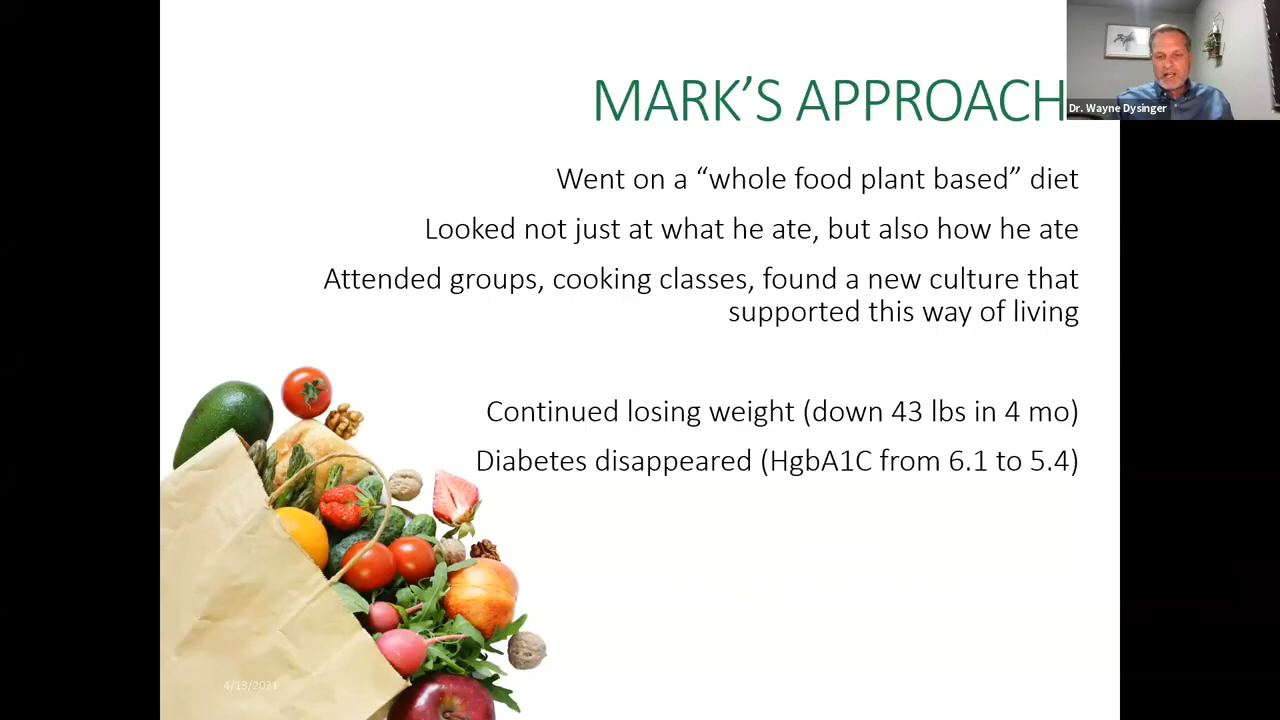 MARK'S APPROACH
Dr. Wayne Dysinger
Went on a “whole food plant based” diet
Looked not just at what he ate, but also how he ate
Attended groups, cooking classes, found a new culture that
supported this way of living
Continued losing weight (down 43 lbs in 4 mo)
Diabetes disappeared (HgbA1C from 6.1 to 5.4)
4/13/2021